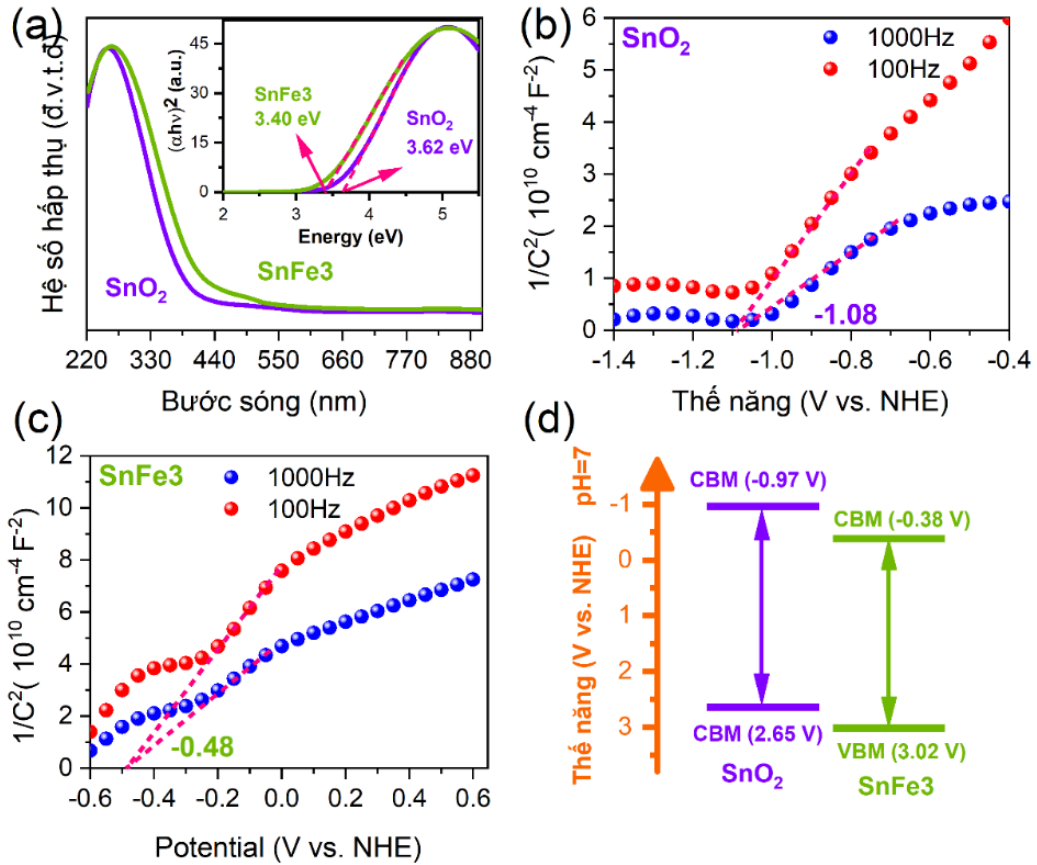 (a)
Hệ số hấp thụ (đ.v.t.đ)
220 330 440 550 660 770 880
Bước sóng (nm)
SnO2
SnFe3
(αhν)2 (a.u.)
45
30
15
0
2 3 4 5
Energy (eV)
SnFe3
3.40 eV
SnO2
3.62 eV
(b)
SnO2
1000Hz
100Hz
1/C2( 1010 cm-4 F-2)
6
5
4
3
2
1
0
-1.08
-1.4 -1.2 -1.0 -0.8 -0.6 -0.4
Thế năng (V vs. NHE)
(c)
SnFe3
1000Hz
100Hz
1/C2( 1010 cm-4 F-2)
12
10
8
6
4
2
0
-0.48
-0.6 -0.4 -0.2 0.0 0.2 0.4 0.6
Potential (V vs. NHE)
(d)
Thế năng (V vs. NHE) pH=7
-1
0
1
2
3
CBM (-0.97 V)
CBM (-0.38 V)
CBM (2.65 V)
VBM (3.02 V)
SnO2
SnFe3